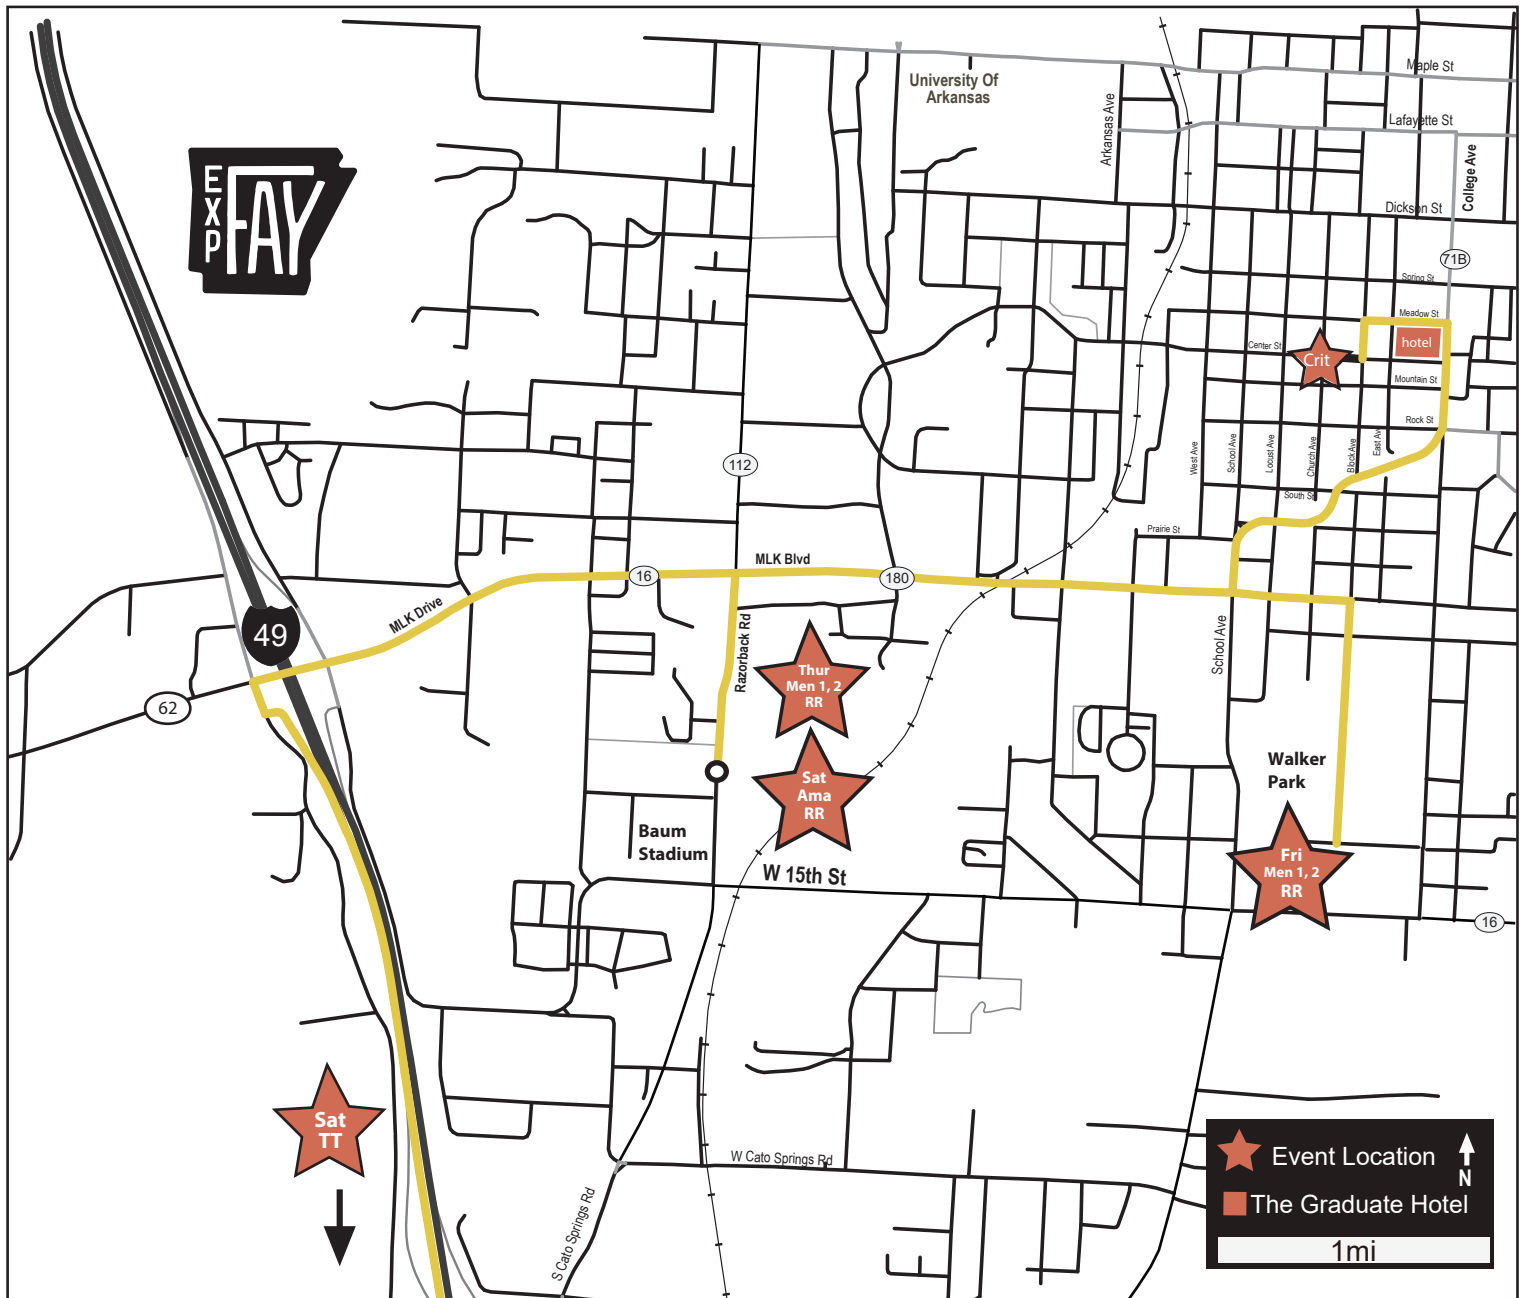 EXP
FAY
University Of
Arkansas
Maple St
Lafayette St
Arkansas Ave
College Ave
Dickson St
71B
Spring St
Meadow St
hotel
Center St
Crit
Mountain St
Rock St
West Ave
School Ave
Locust Ave
Church Ave
Block Ave
East Av
South St
Prairie St
112
MLK Blvd
16
180
MLK Drive
49
62
Razorback Rd
School Ave
Thur
Men 1, 2
RR
Sat
Ama
RR
Walker
Park
Baum
Stadium
W 15th St
Fri
Men 1, 2
RR
16
Sat
TT
W Cato Springs Rd
S Cato Springs Rd
Event Location
N
The Graduate Hotel
1mi